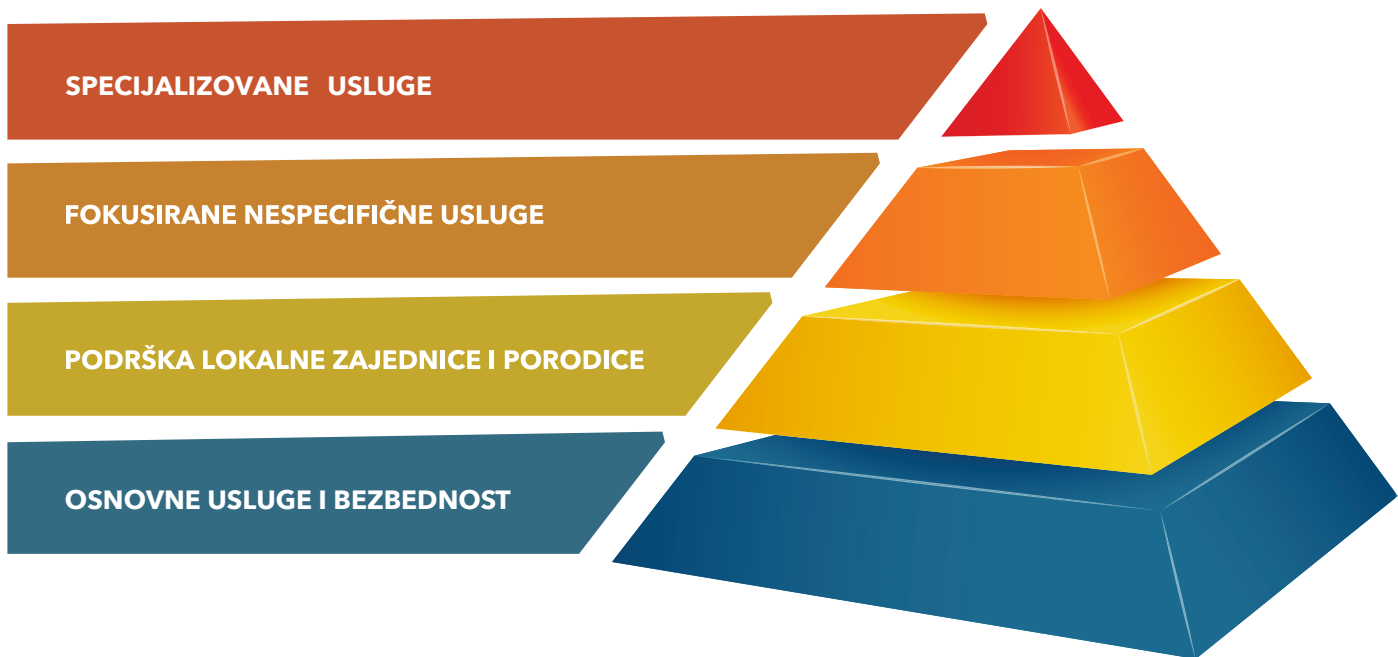 SPECIJALIZOVANE USLUGE
FOKUSIRANE NESPECIFIČNE USLUGE
PODRŠKA LOKALNE ZAJEDNICE I PORODICE
OSNOVNE USLUGE I BEZBEDNOST